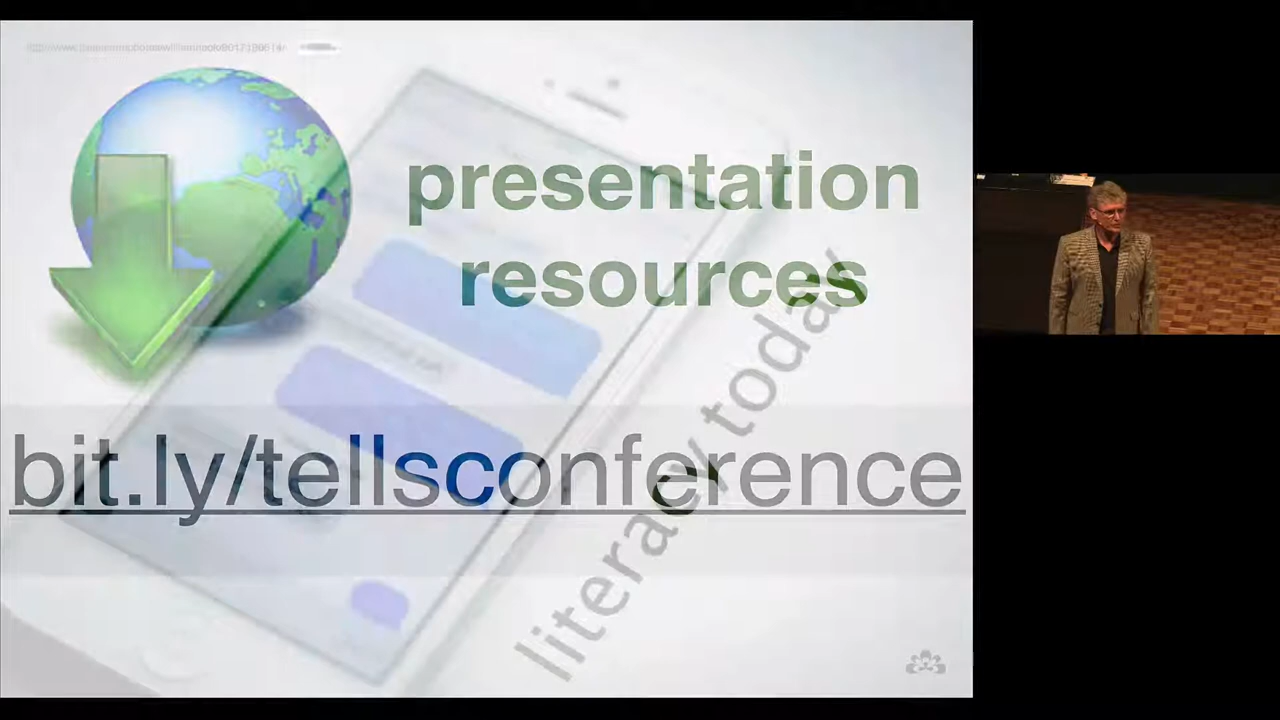 presentation
resources
bit.ly/tellsconference
literacy today